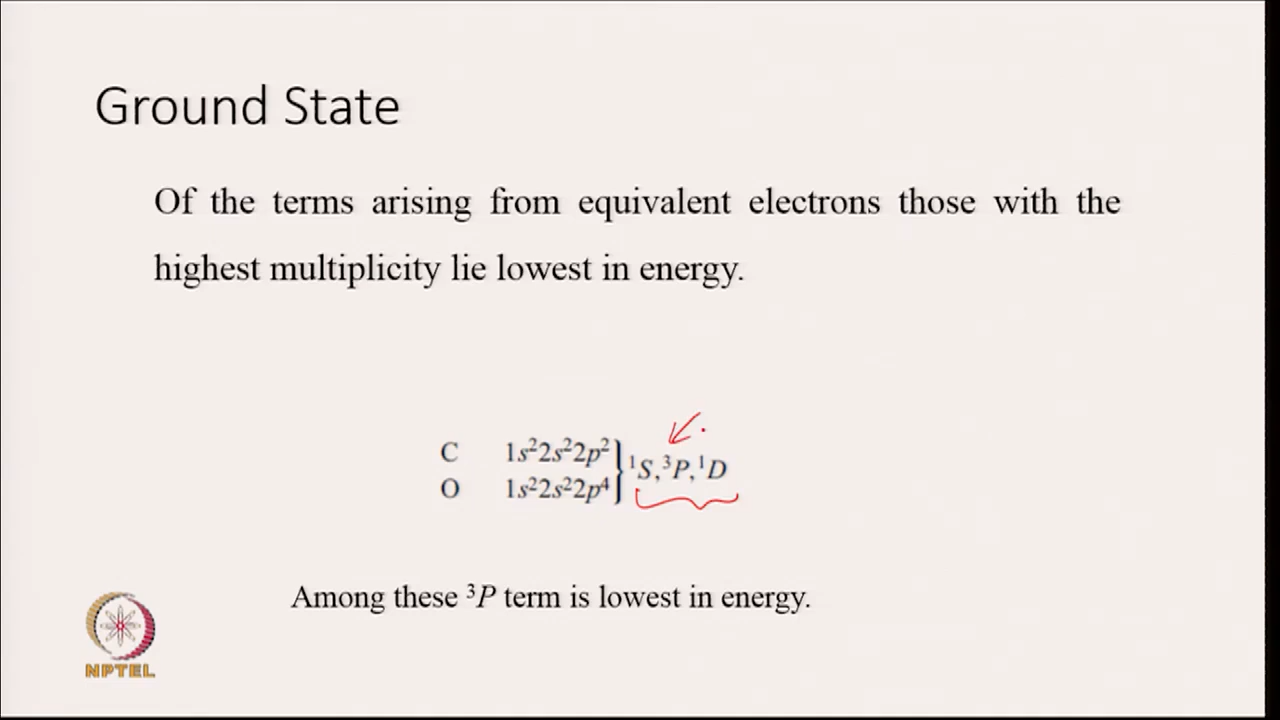 Ground State
Of the terms arising from equivalent electrons those with the
highest multiplicity lie lowest in energy.
C 1s²2s²2p²
O 1s²2s²2p⁴
} ¹S,³P,¹D
Among these ³P term is lowest in energy.
NPTEL